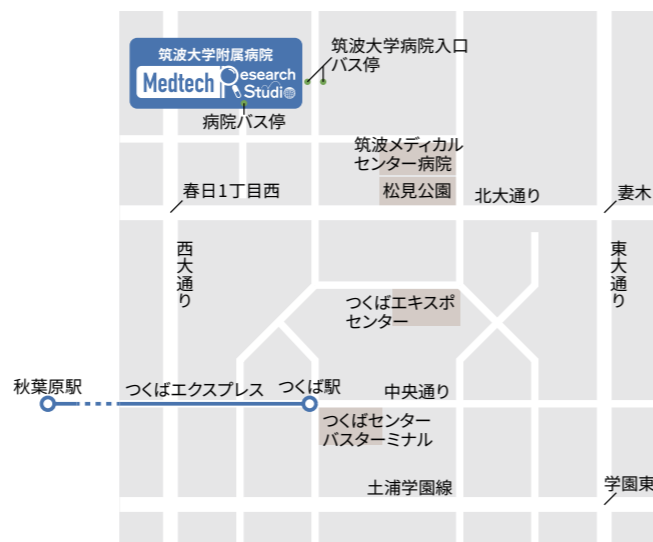 筑波大学附属病院
Medtech Research Studio
筑波大学病院入口
バス停
病院バス停
筑波メディカル
センター病院
松見公園
春日1丁目西
北大通り
妻木
西大通り
東大通り
つくばエキスポ
センター
秋葉原駅
つくばエクスプレス
つくば駅
中央通り
つくばセンター
バスターミナル
土浦学園線
学園東